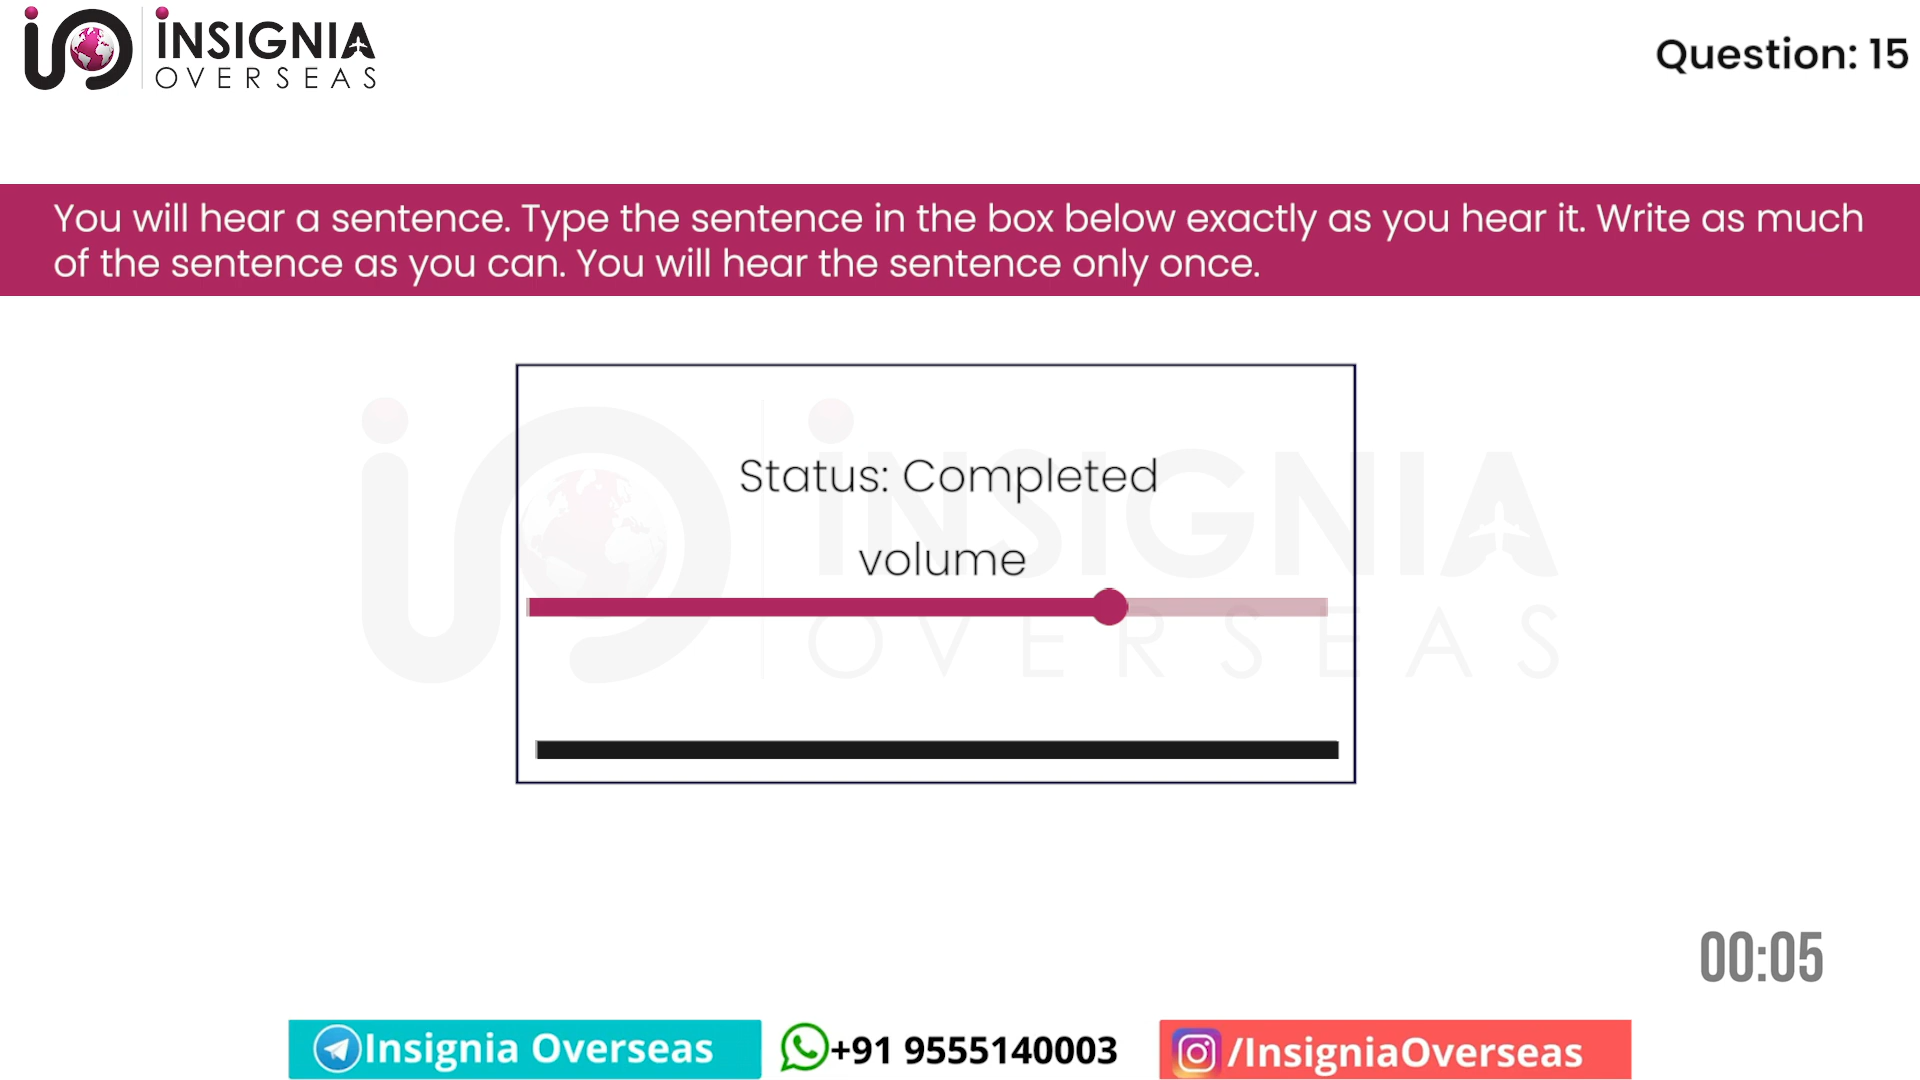 INSIGNIA
OVERSEAS
Question: 15
You will hear a sentence. Type the sentence in the box below exactly as you hear it. Write as much
of the sentence as you can. You will hear the sentence only once.
INSIGNIA
OVERSEAS
Status: Completed
volume
00:05
Insignia Overseas
+91 9555140003
/InsigniaOverseas